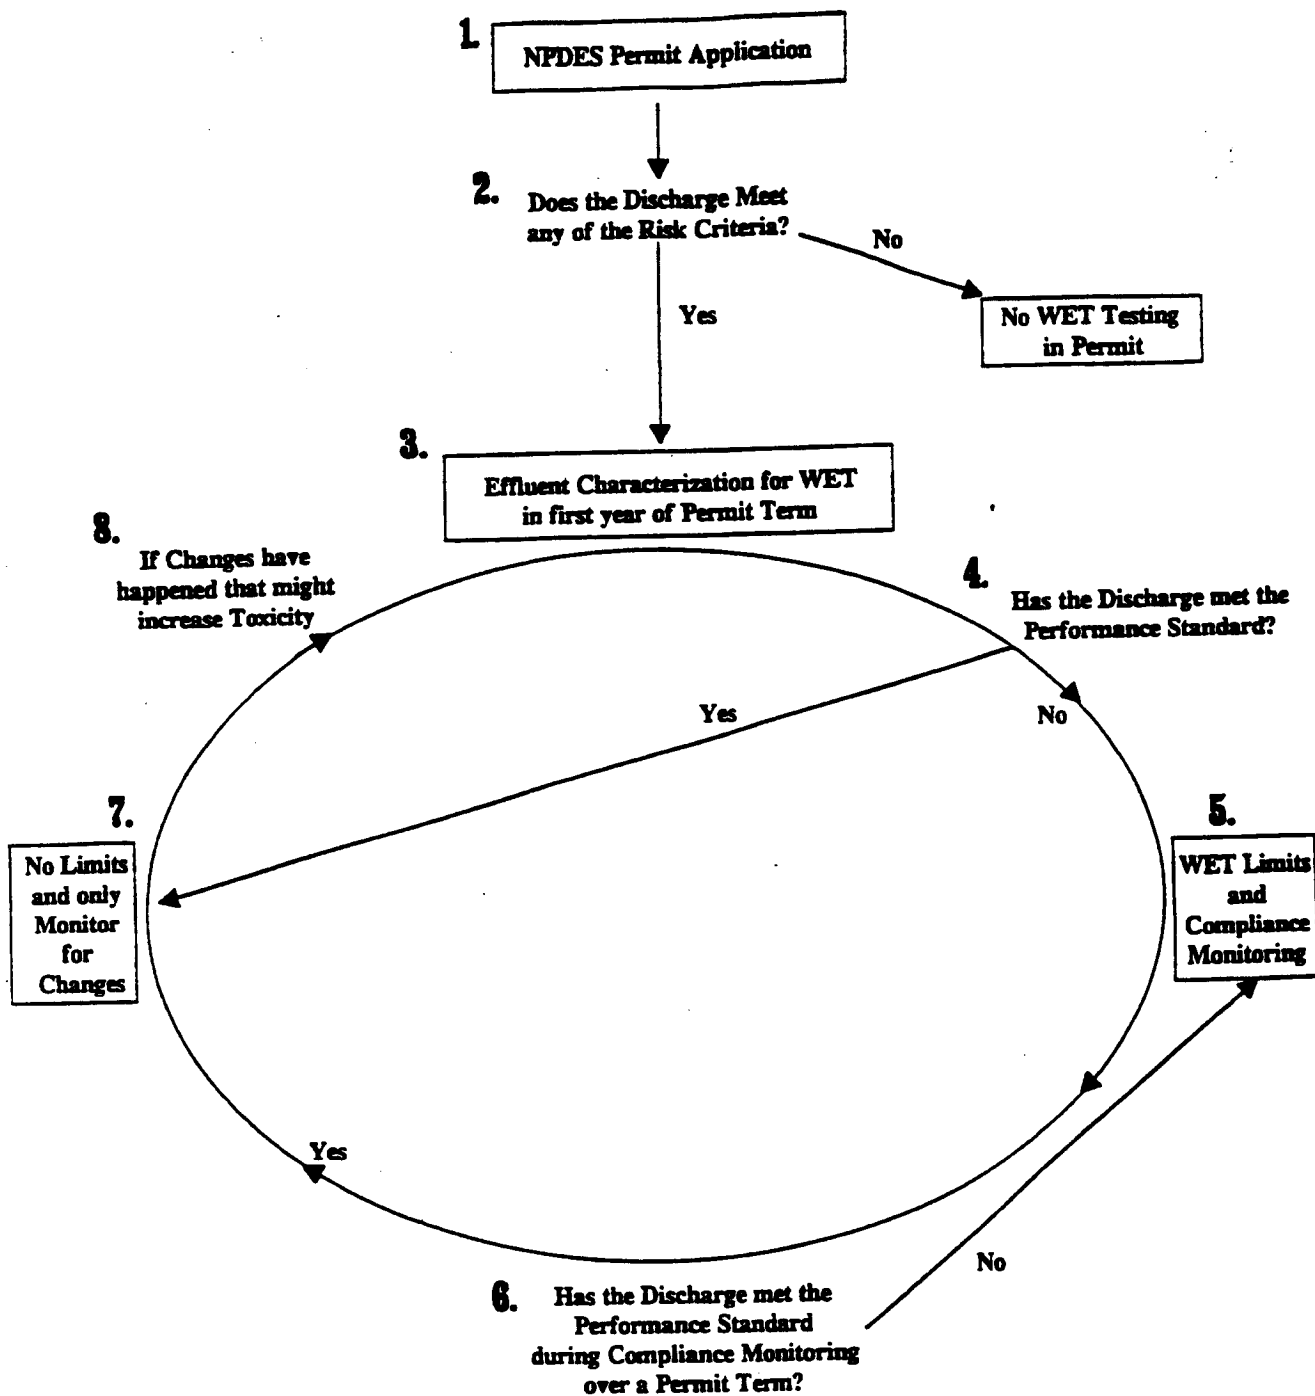 1.
NPDES Permit Application
2.
Does the Discharge Meet
any of the Risk Criteria?
No
No WET Testing
in Permit
Yes
3.
Effluent Characterization for WET
in first year of Permit Term
8.
If Changes have
happened that might
increase Toxicity
4.
Has the Discharge met the
Performance Standard?
Yes
No
7.
No Limits
and only
Monitor
for
Changes
5.
WET Limits
and
Compliance
Monitoring
Yes
No
6.
Has the Discharge met the
Performance Standard
during Compliance Monitoring
over a Permit Term?